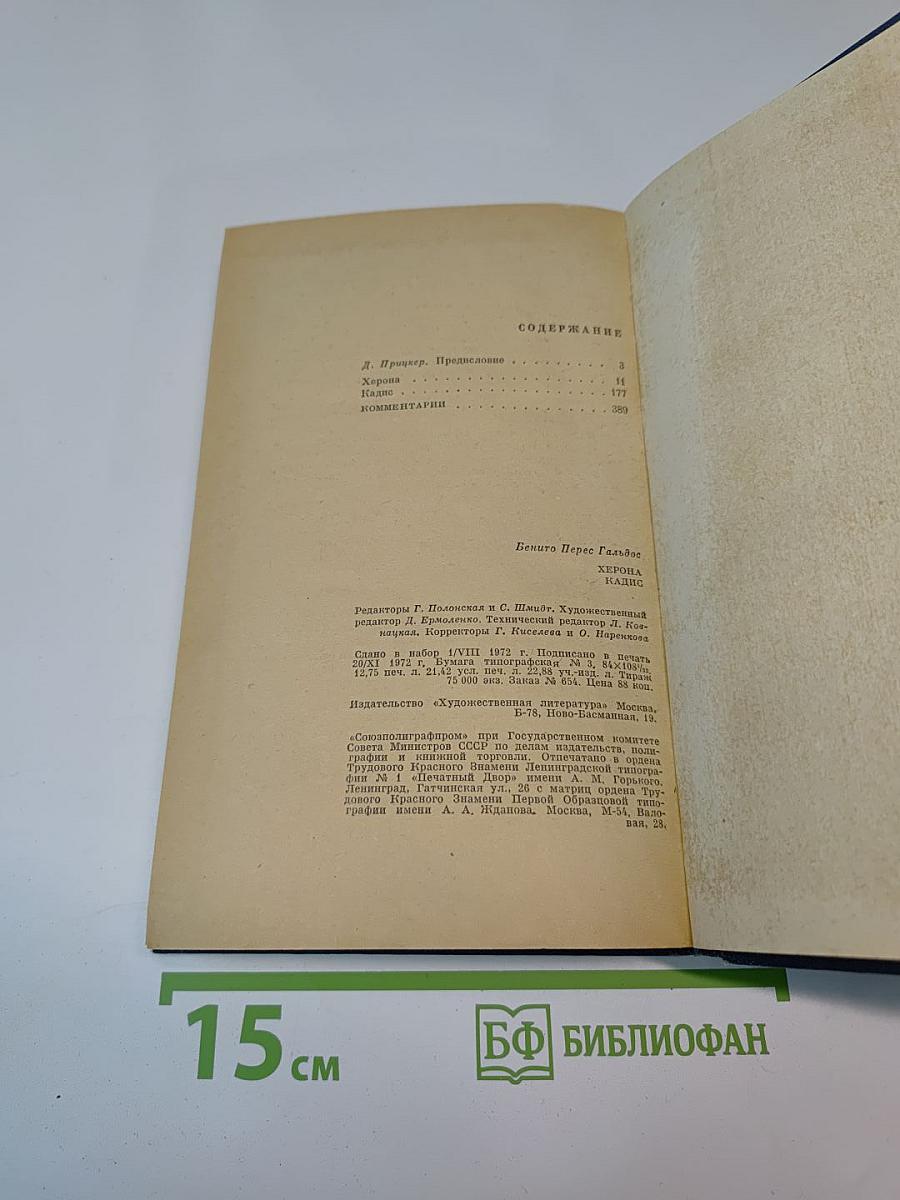 СОДЕРЖАНИЕ
Д. Прицкер. Предисловие . . . . . . . . . 3
Херона . . . . . . . . . . . . . . . . . . 11
Кадис . . . . . . . . . . . . . . . . . . . 177
КОММЕНТАРИИ . . . . . . . . . . . . . . 389
Бенито Перес Гальдос
ХЕРОНА
КАДИС
Редакторы Г. Полонская и С. Шмидт. Художественный
редактор Д. Ермоленко. Технический редактор Л. Ков-
нацкая. Корректоры Г. Киселева и О. Наренкова
Сдано в набор 1/VIII 1972 г. Подписано в печать
20/XI 1972 г. Бумага типографская № 3, 84×108¹/₃₂.
12,75 печ. л. 21,42 усл. печ. л. 22,88 уч.-изд. л. Тираж
75 000 экз. Заказ № 654. Цена 88 коп.
Издательство «Художественная литература» Москва,
Б-78, Ново-Басманная, 19.
«Союзполиграфпром» при Государственном комитете
Совета Министров СССР по делам издательств, поли-
графии и книжной торговли. Отпечатано в ордена
Трудового Красного Знамени Ленинградской типогра-
фии № 1 «Печатный Двор» имени А. М. Горького.
Ленинград, Гатчинская ул., 26 с матриц ордена Тру-
дового Красного Знамени Первой Образцовой типо-
графии имени А. А. Жданова. Москва, М-54, Вало-
вая, 28.
15 см
БФ БИБЛИОФАН